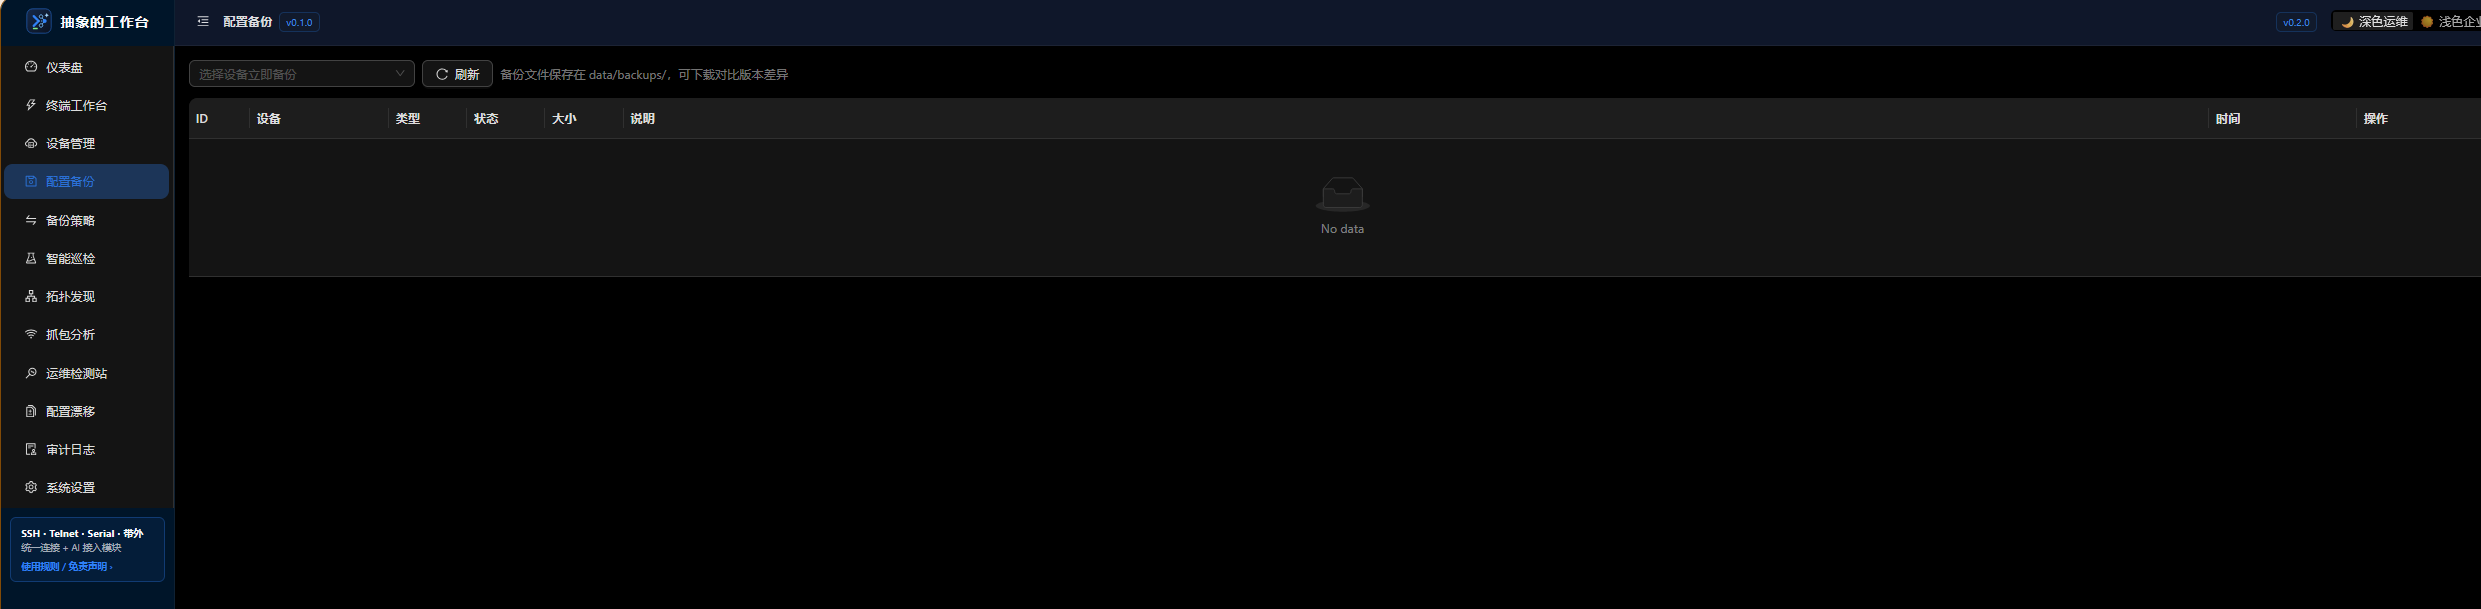 抽象的工作台
配置备份 v0.1.0
v0.2.0 深色运维 浅色企业
仪表盘
终端工作台
设备管理
配置备份
备份策略
智能巡检
拓扑发现
抓包分析
运维检测站
配置漂移
审计日志
系统设置
SSH · Telnet · Serial · 带外
统一连接 + AI 接入模块
使用规则 / 免责声明 ›
选择设备立即备份 刷新 备份文件保存在 data/backups/，可下载对比版本差异
ID 设备 类型 状态 大小 说明 时间 操作
No data